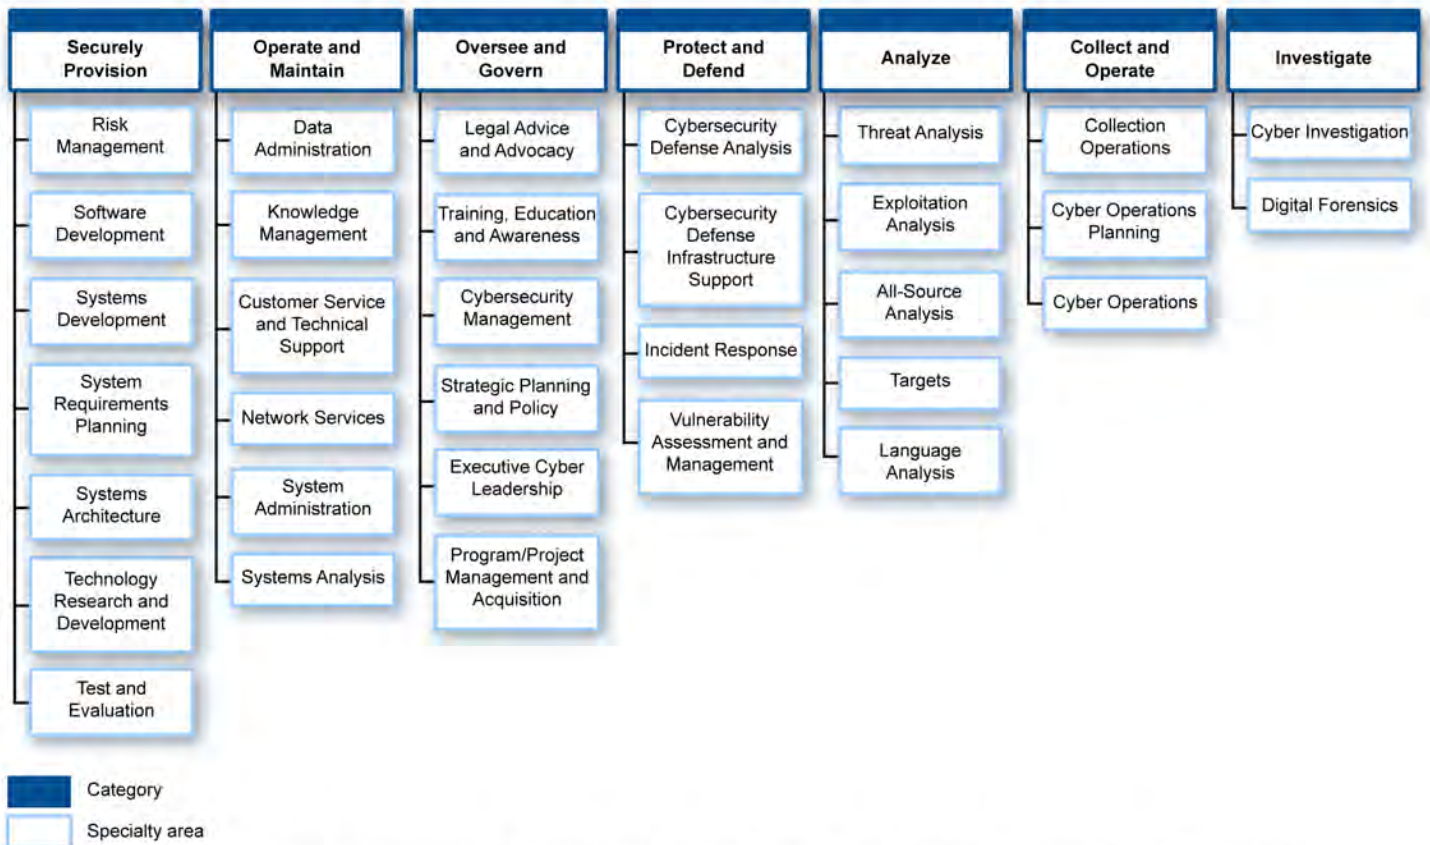 Securely
Provision
Risk
Management
Software
Development
Systems
Development
System
Requirements
Planning
Systems
Architecture
Technology
Research and
Development
Test and
Evaluation
Operate and
Maintain
Data
Administration
Knowledge
Management
Customer Service
and Technical
Support
Network Services
System
Administration
Systems Analysis
Oversee and
Govern
Legal Advice
and Advocacy
Training, Education
and Awareness
Cybersecurity
Management
Strategic Planning
and Policy
Executive Cyber
Leadership
Program/Project
Management and
Acquisition
Protect and
Defend
Cybersecurity
Defense Analysis
Cybersecurity
Defense
Infrastructure
Support
Incident Response
Vulnerability
Assessment and
Management
Analyze
Threat Analysis
Exploitation
Analysis
All-Source
Analysis
Targets
Language
Analysis
Collect and
Operate
Collection
Operations
Cyber Operations
Planning
Cyber Operations
Investigate
Cyber Investigation
Digital Forensics
Category
Specialty area